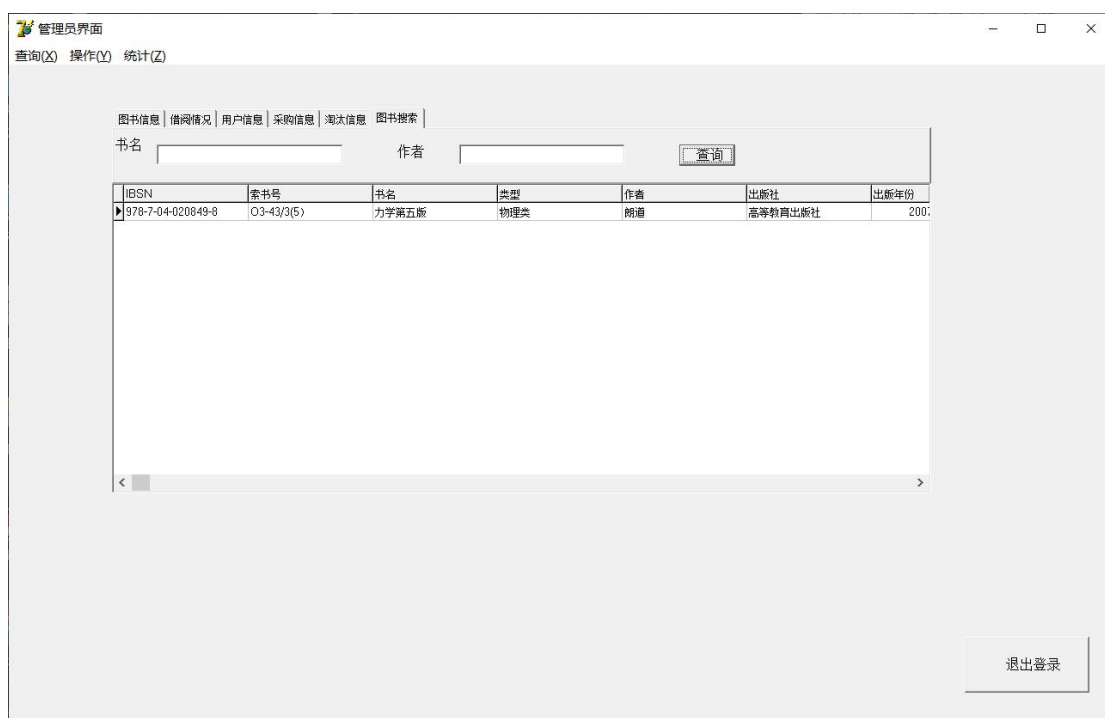 管理员界面
查询(X) 操作(Y) 统计(Z)
图书信息 借阅情况 用户信息 采购信息 淘汰信息 图书搜索
书名 作者 查询
IBSN 索书号 书名 类型 作者 出版社 出版年份
978-7-04-020849-8 O3-43/3(5) 力学第五版 物理类 朗道 高等教育出版社 2007
退出登录